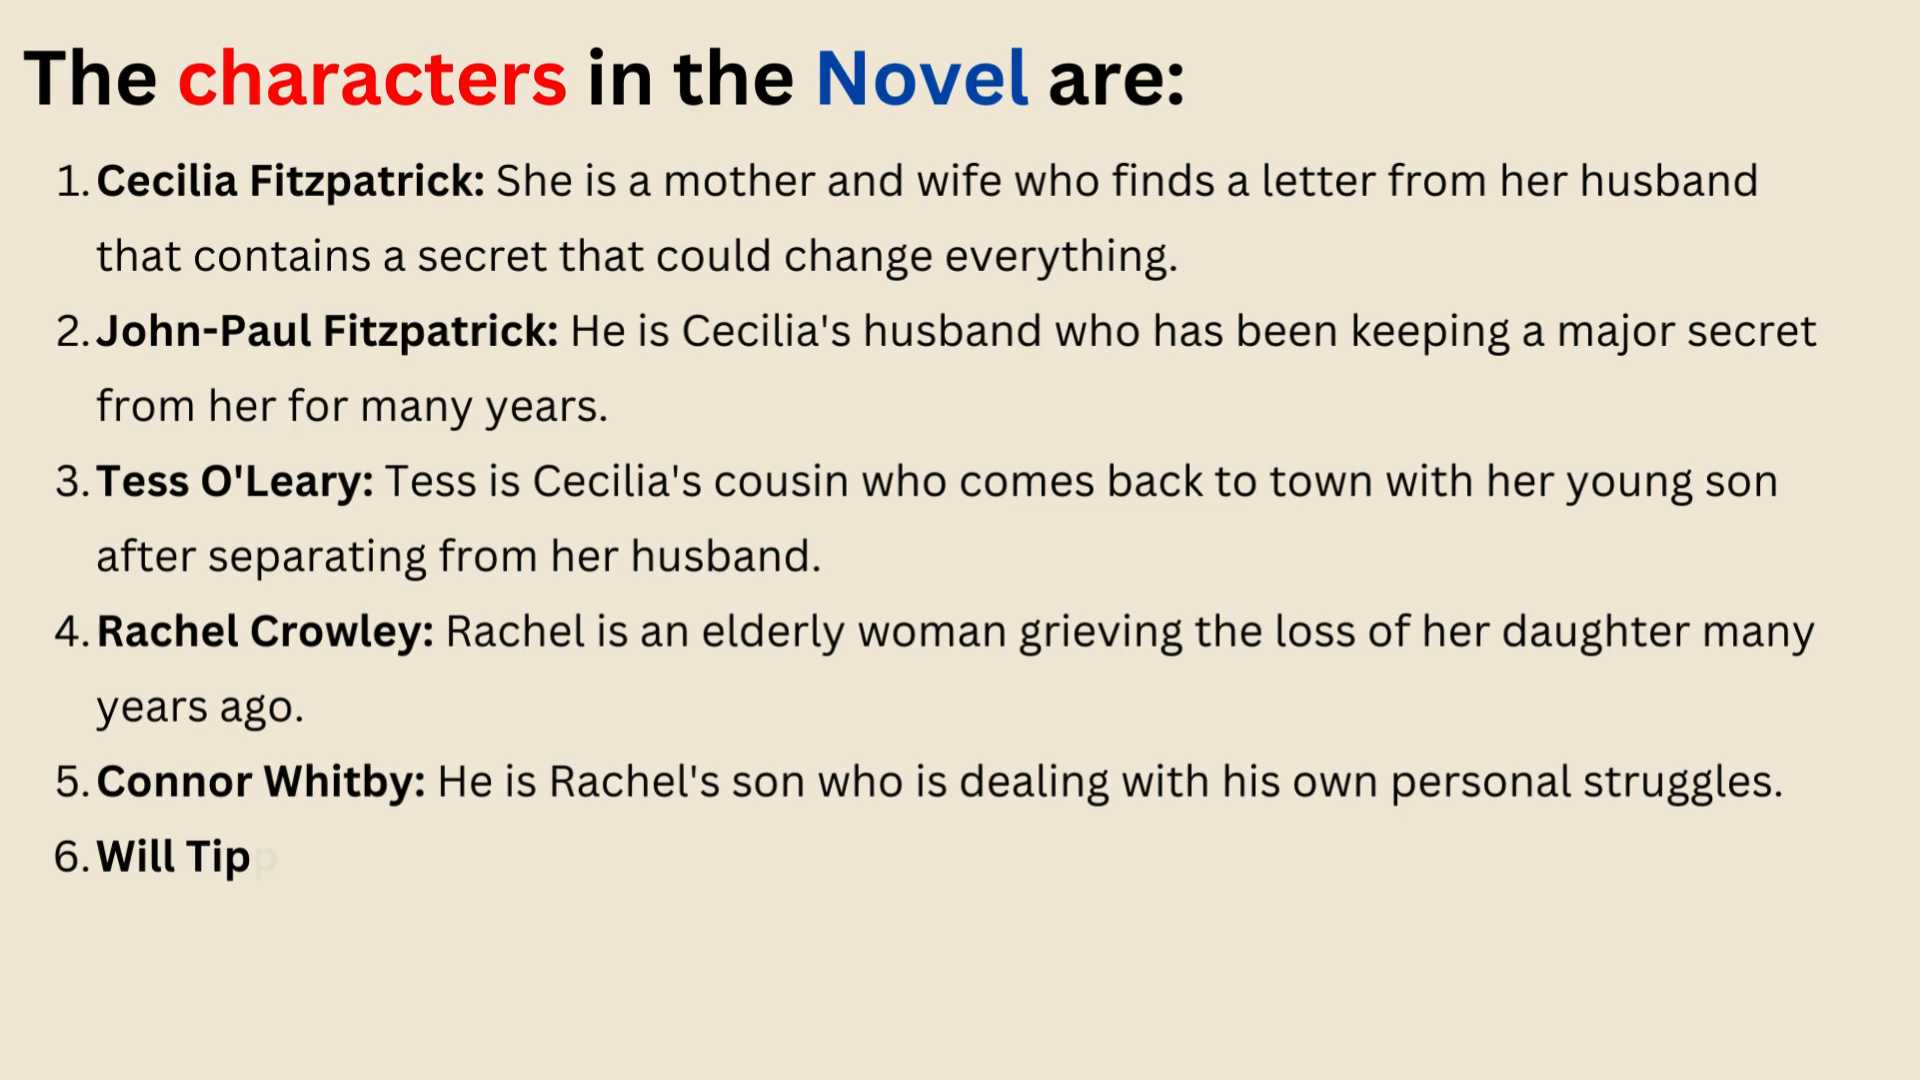 The characters in the Novel are:
1. Cecilia Fitzpatrick: She is a mother and wife who finds a letter from her husband
that contains a secret that could change everything.
2. John-Paul Fitzpatrick: He is Cecilia's husband who has been keeping a major secret
from her for many years.
3. Tess O'Leary: Tess is Cecilia's cousin who comes back to town with her young son
after separating from her husband.
4. Rachel Crowley: Rachel is an elderly woman grieving the loss of her daughter many
years ago.
5. Connor Whitby: He is Rachel's son who is dealing with his own personal struggles.
6. Will Tipp